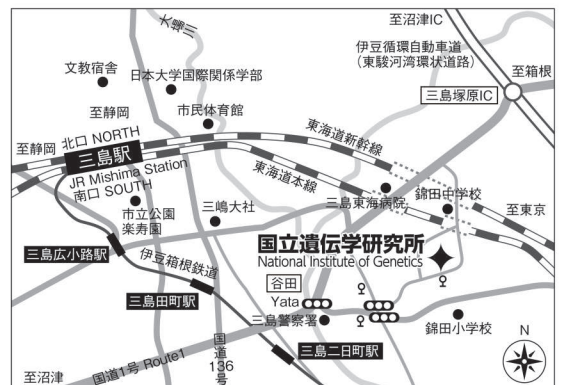 至沼津IC
大場川
伊豆循環自動車道
(東駿河湾環状道路)
文教宿舎
日本大学国際関係学部
至箱根
三島塚原IC
至静岡
市民体育館
至静岡
北口 NORTH
東海道新幹線
三島駅
JR Mishima Station
南口 SOUTH
東海道本線
三島東海病院
錦田中学校
至東京
市立公園
楽寿園
三嶋大社
国立遺伝学研究所
National Institute of Genetics
三島広小路駅
伊豆箱根鉄道
谷田
Yata
三島田町駅
三島警察署
錦田小学校
N
三島二日町駅
国道136号
国道1号 Route1
至沼津